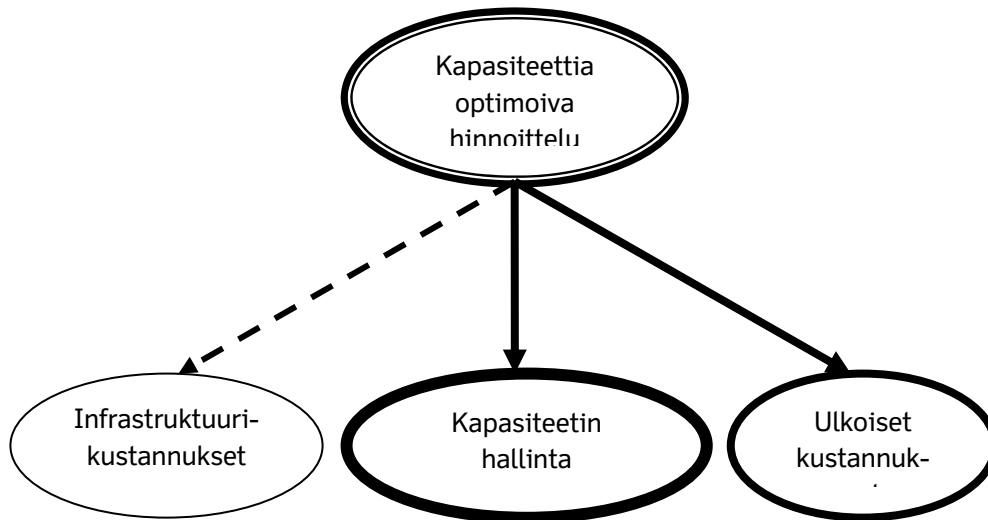 Kapasiteettia
optimoiva
hinnoittelu
Infrastruktuuri-
kustannukset
Kapasiteetin
hallinta
Ulkoiset
kustannuk-